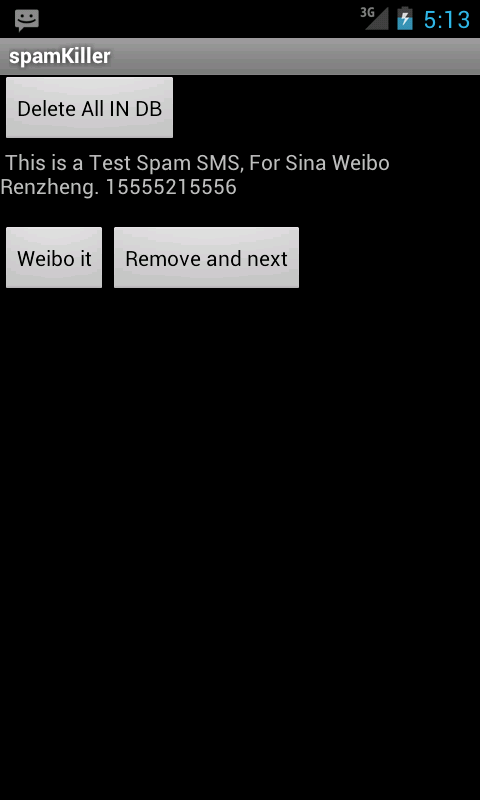 3G 5:13
spamKiller
Delete All IN DB
This is a Test Spam SMS, For Sina Weibo
Renzheng. 15555215556
Weibo it Remove and next